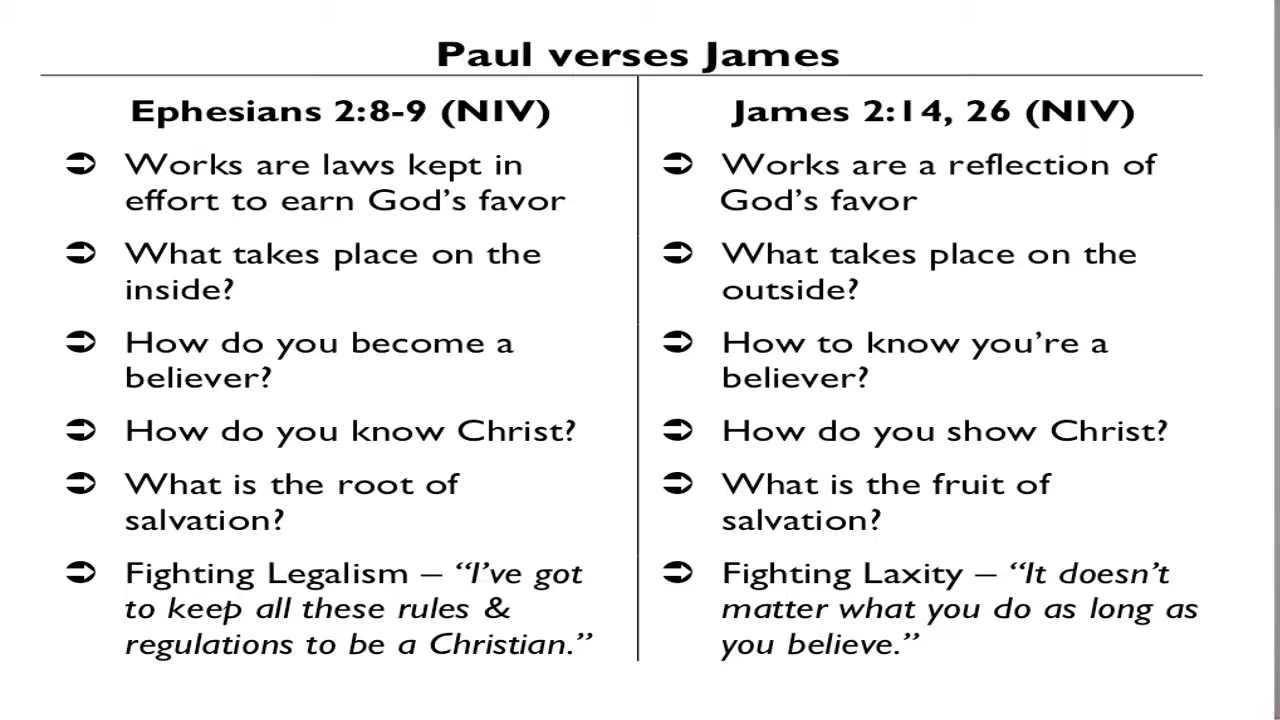 Paul verses James
Ephesians 2:8-9 (NIV)
➲ Works are laws kept in
effort to earn God’s favor
➲ What takes place on the
inside?
➲ How do you become a
believer?
➲ How do you know Christ?
➲ What is the root of
salvation?
➲ Fighting Legalism – “I’ve got
to keep all these rules &
regulations to be a Christian.”
James 2:14, 26 (NIV)
➲ Works are a reflection of
God’s favor
➲ What takes place on the
outside?
➲ How to know you’re a
believer?
➲ How do you show Christ?
➲ What is the fruit of
salvation?
➲ Fighting Laxity – “It doesn’t
matter what you do as long as
you believe.”